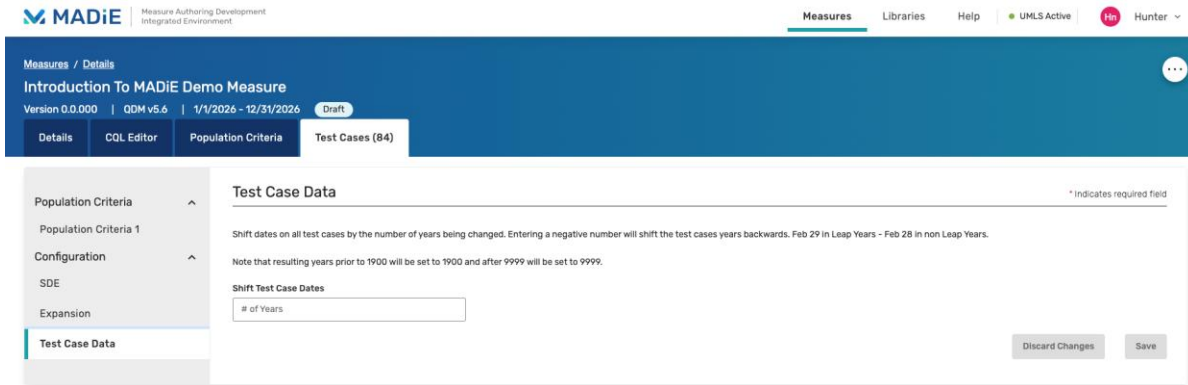 MADiE
Measure Authoring Development
Integrated Environment
Measures Libraries Help UMLS Active Hn Hunter
Measures / Details
Introduction To MADiE Demo Measure
Version 0.0.000 | QDM v5.6 | 1/1/2026 - 12/31/2026 Draft
Details CQL Editor Population Criteria Test Cases (84)
Population Criteria
Population Criteria 1
Configuration
SDE
Expansion
Test Case Data
Test Case Data
* Indicates required field
Shift dates on all test cases by the number of years being changed. Entering a negative number will shift the test cases years backwards. Feb 29 in Leap Years - Feb 28 in non Leap Years.
Note that resulting years prior to 1900 will be set to 1900 and after 9999 will be set to 9999.
Shift Test Case Dates
# of Years
Discard Changes Save